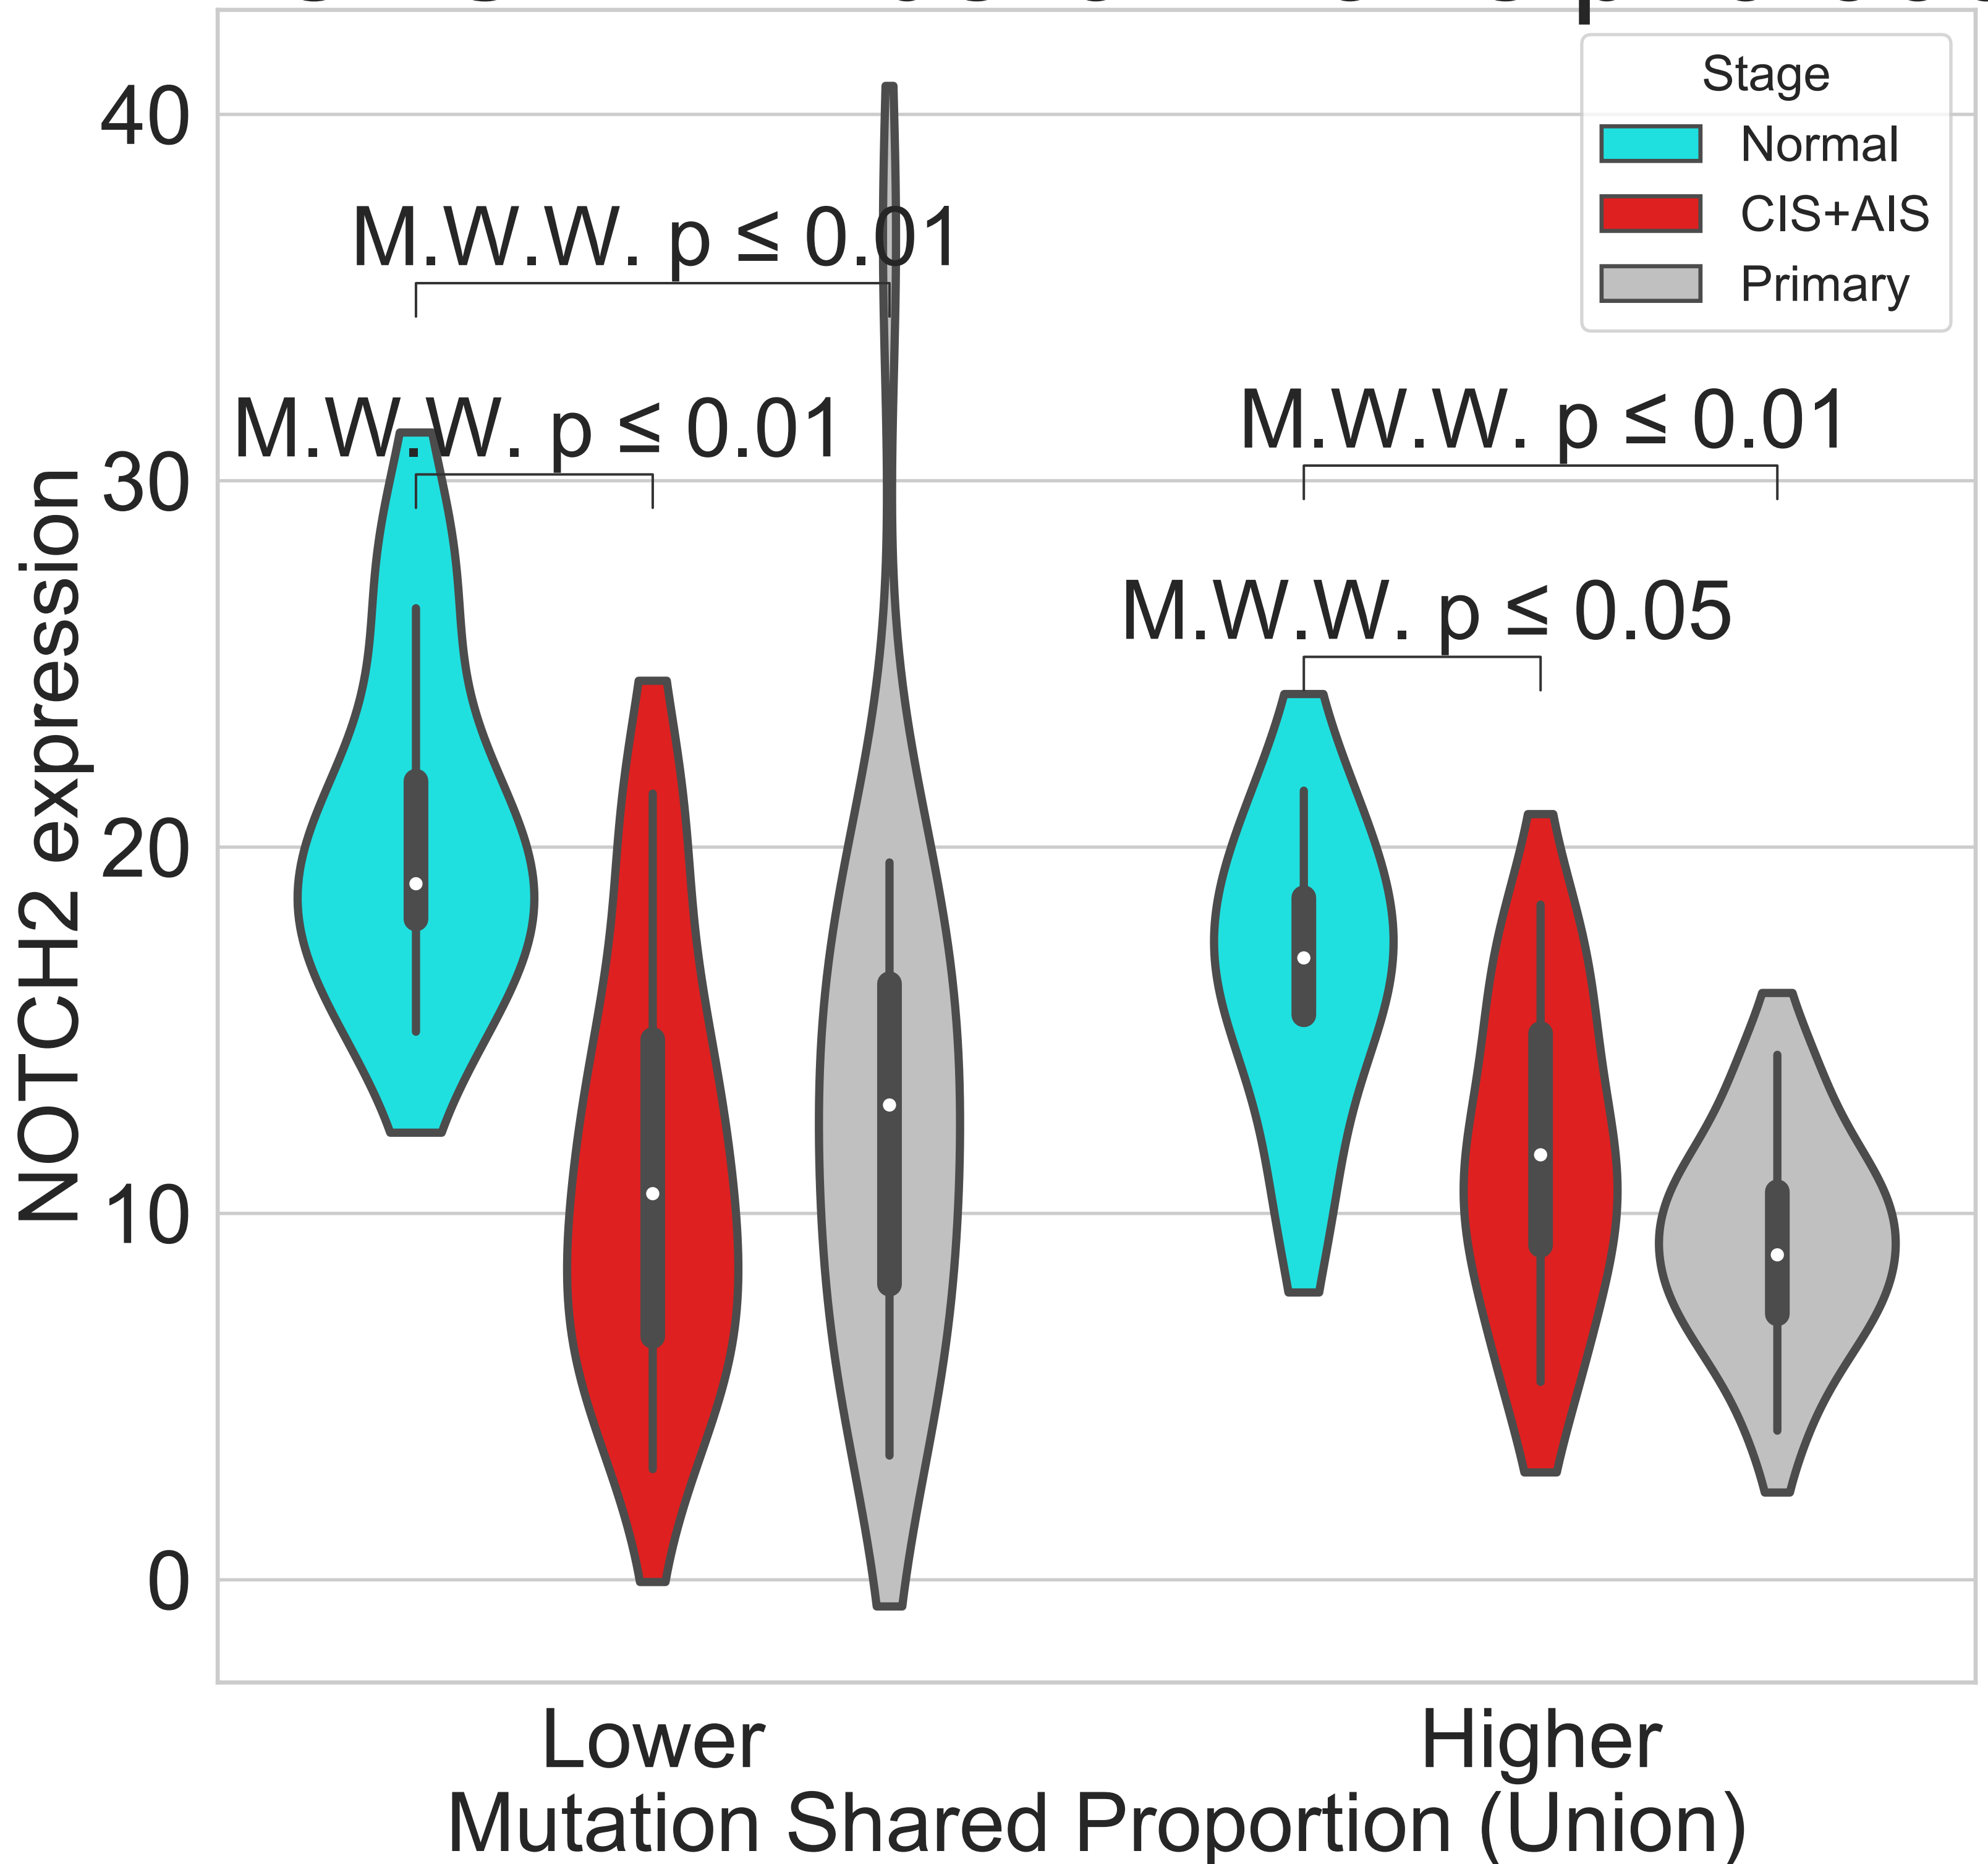 Stage
Normal
CIS+AIS
Primary
40
30
20
10
0
NOTCH2 expression
M.W.W. p ≤ 0.01
M.W.W. p ≤ 0.01
M.W.W. p ≤ 0.01
M.W.W. p ≤ 0.05
Lower
Higher
Mutation Shared Proportion (Union)